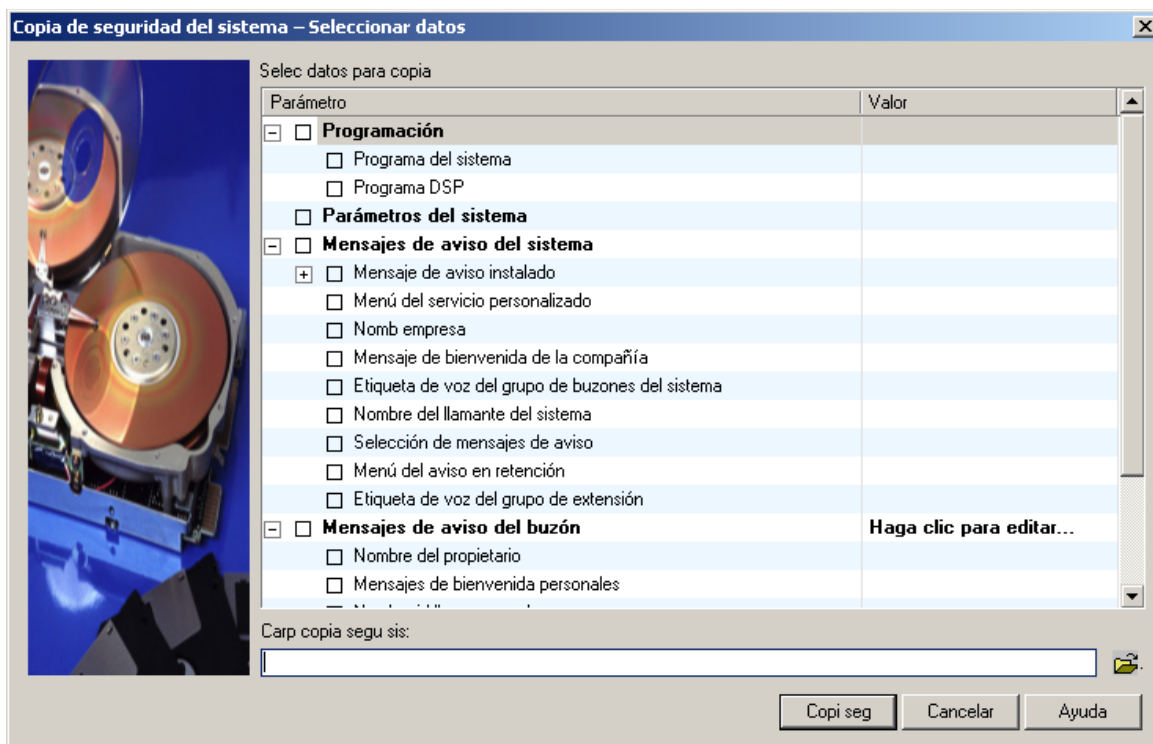 Copia de seguridad del sistema – Seleccionar datos
Selec datos para copia
Parámetro Valor
Programación
Programa del sistema
Programa DSP
Parámetros del sistema
Mensajes de aviso del sistema
Mensaje de aviso instalado
Menú del servicio personalizado
Nomb empresa
Mensaje de bienvenida de la compañía
Etiqueta de voz del grupo de buzones del sistema
Nombre del llamante del sistema
Selección de mensajes de aviso
Menú del aviso en retención
Etiqueta de voz del grupo de extensión
Mensajes de aviso del buzón Haga clic para editar...
Nombre del propietario
Mensajes de bienvenida personales
Carp copia segu sis:
Copi seg Cancelar Ayuda